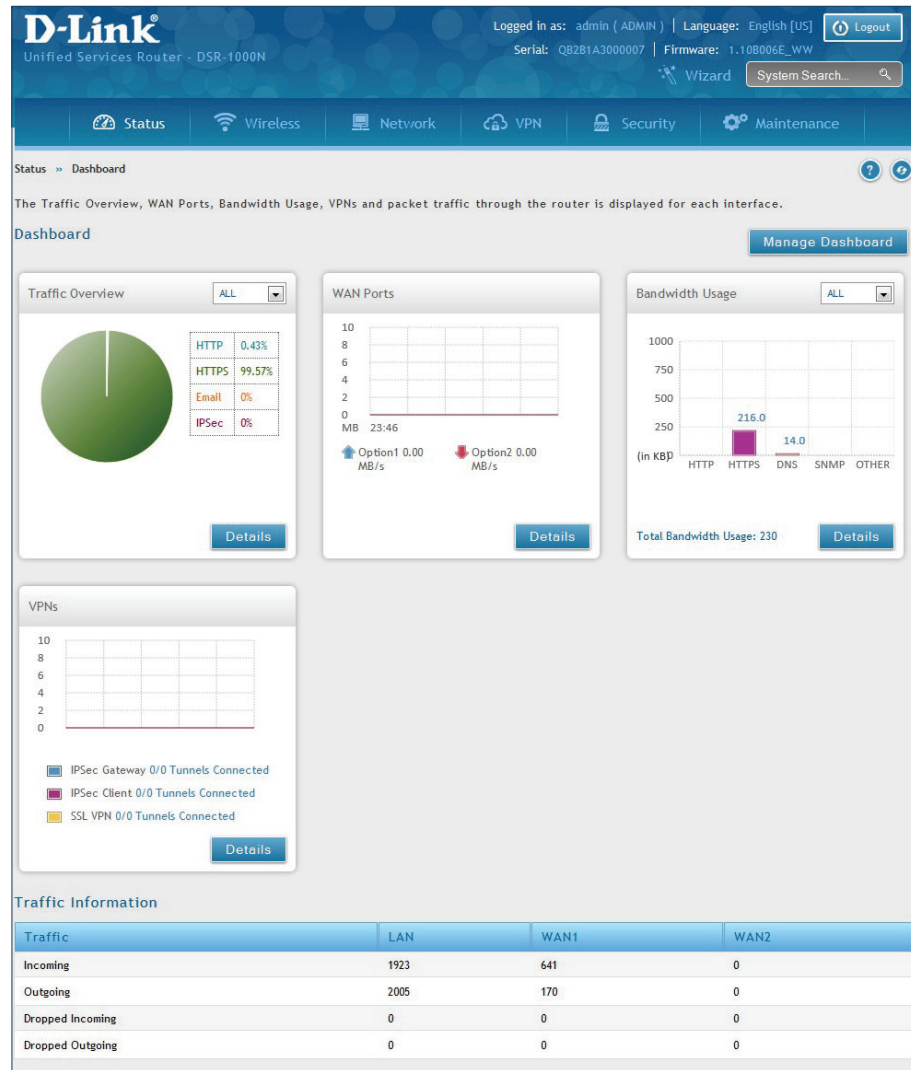 D-Link®
Unified Services Router - DSR-1000N
Logged in as: admin ( ADMIN ) | Language: English [US]
Logout
Serial: QB2B1A3000007 | Firmware: 1.10B006E_WW
Wizard
System Search...
Status
Wireless
Network
VPN
Security
Maintenance
Status » Dashboard
?
The Traffic Overview, WAN Ports, Bandwidth Usage, VPNs and packet traffic through the router is displayed for each interface.
Dashboard
Manage Dashboard
Traffic Overview
ALL
HTTP 0.43%
HTTPS 99.57%
Email 0%
IPSec 0%
Details
WAN Ports
10
8
6
4
2
0
MB 23:46
Option1 0.00 MB/s
Option2 0.00 MB/s
Details
Bandwidth Usage
ALL
1000
750
500
250
0
(in KB)
216.0
14.0
HTTP HTTPS DNS SNMP OTHER
Total Bandwidth Usage: 230
Details
VPNs
10
8
6
4
2
0
IPSec Gateway 0/0 Tunnels Connected
IPSec Client 0/0 Tunnels Connected
SSL VPN 0/0 Tunnels Connected
Details
Traffic Information
Traffic LAN WAN1 WAN2
Incoming 1923 641 0
Outgoing 2005 170 0
Dropped Incoming 0 0 0
Dropped Outgoing 0 0 0